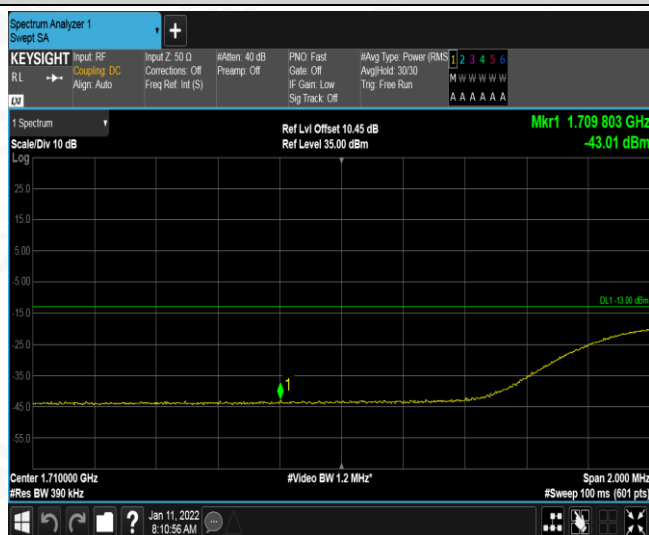 Spectrum Analyzer 1
Swept SA
+
KEYSIGHT Input: RF Input Z: 50 Ω #Atten: 40 dB PNO: Fast #Avg Type: Power (RMS 1 2 3 4 5 6
RL Coupling: DC Corrections: Off Preamp: Off Gate: Off Avg|Hold: 30/30 M W W W W W
Align: Auto Freq Ref: Int (S) IF Gain: Low Trig: Free Run
Sig Track: Off A A A A A A
LXI
1 Spectrum Ref Lvl Offset 10.45 dB Mkr1 1.709 803 GHz
Scale/Div 10 dB Ref Level 35.00 dBm -43.01 dBm
Log
25.0
15.0
5.00
-5.00
DL1 -13.00 dBm
-15.0
-25.0
-35.0
1
-45.0
-55.0
Center 1.710000 GHz #Video BW 1.2 MHz* Span 2.000 MHz
#Res BW 390 kHz #Sweep 100 ms (601 pts)
? Jan 11, 2022
8:10:56 AM